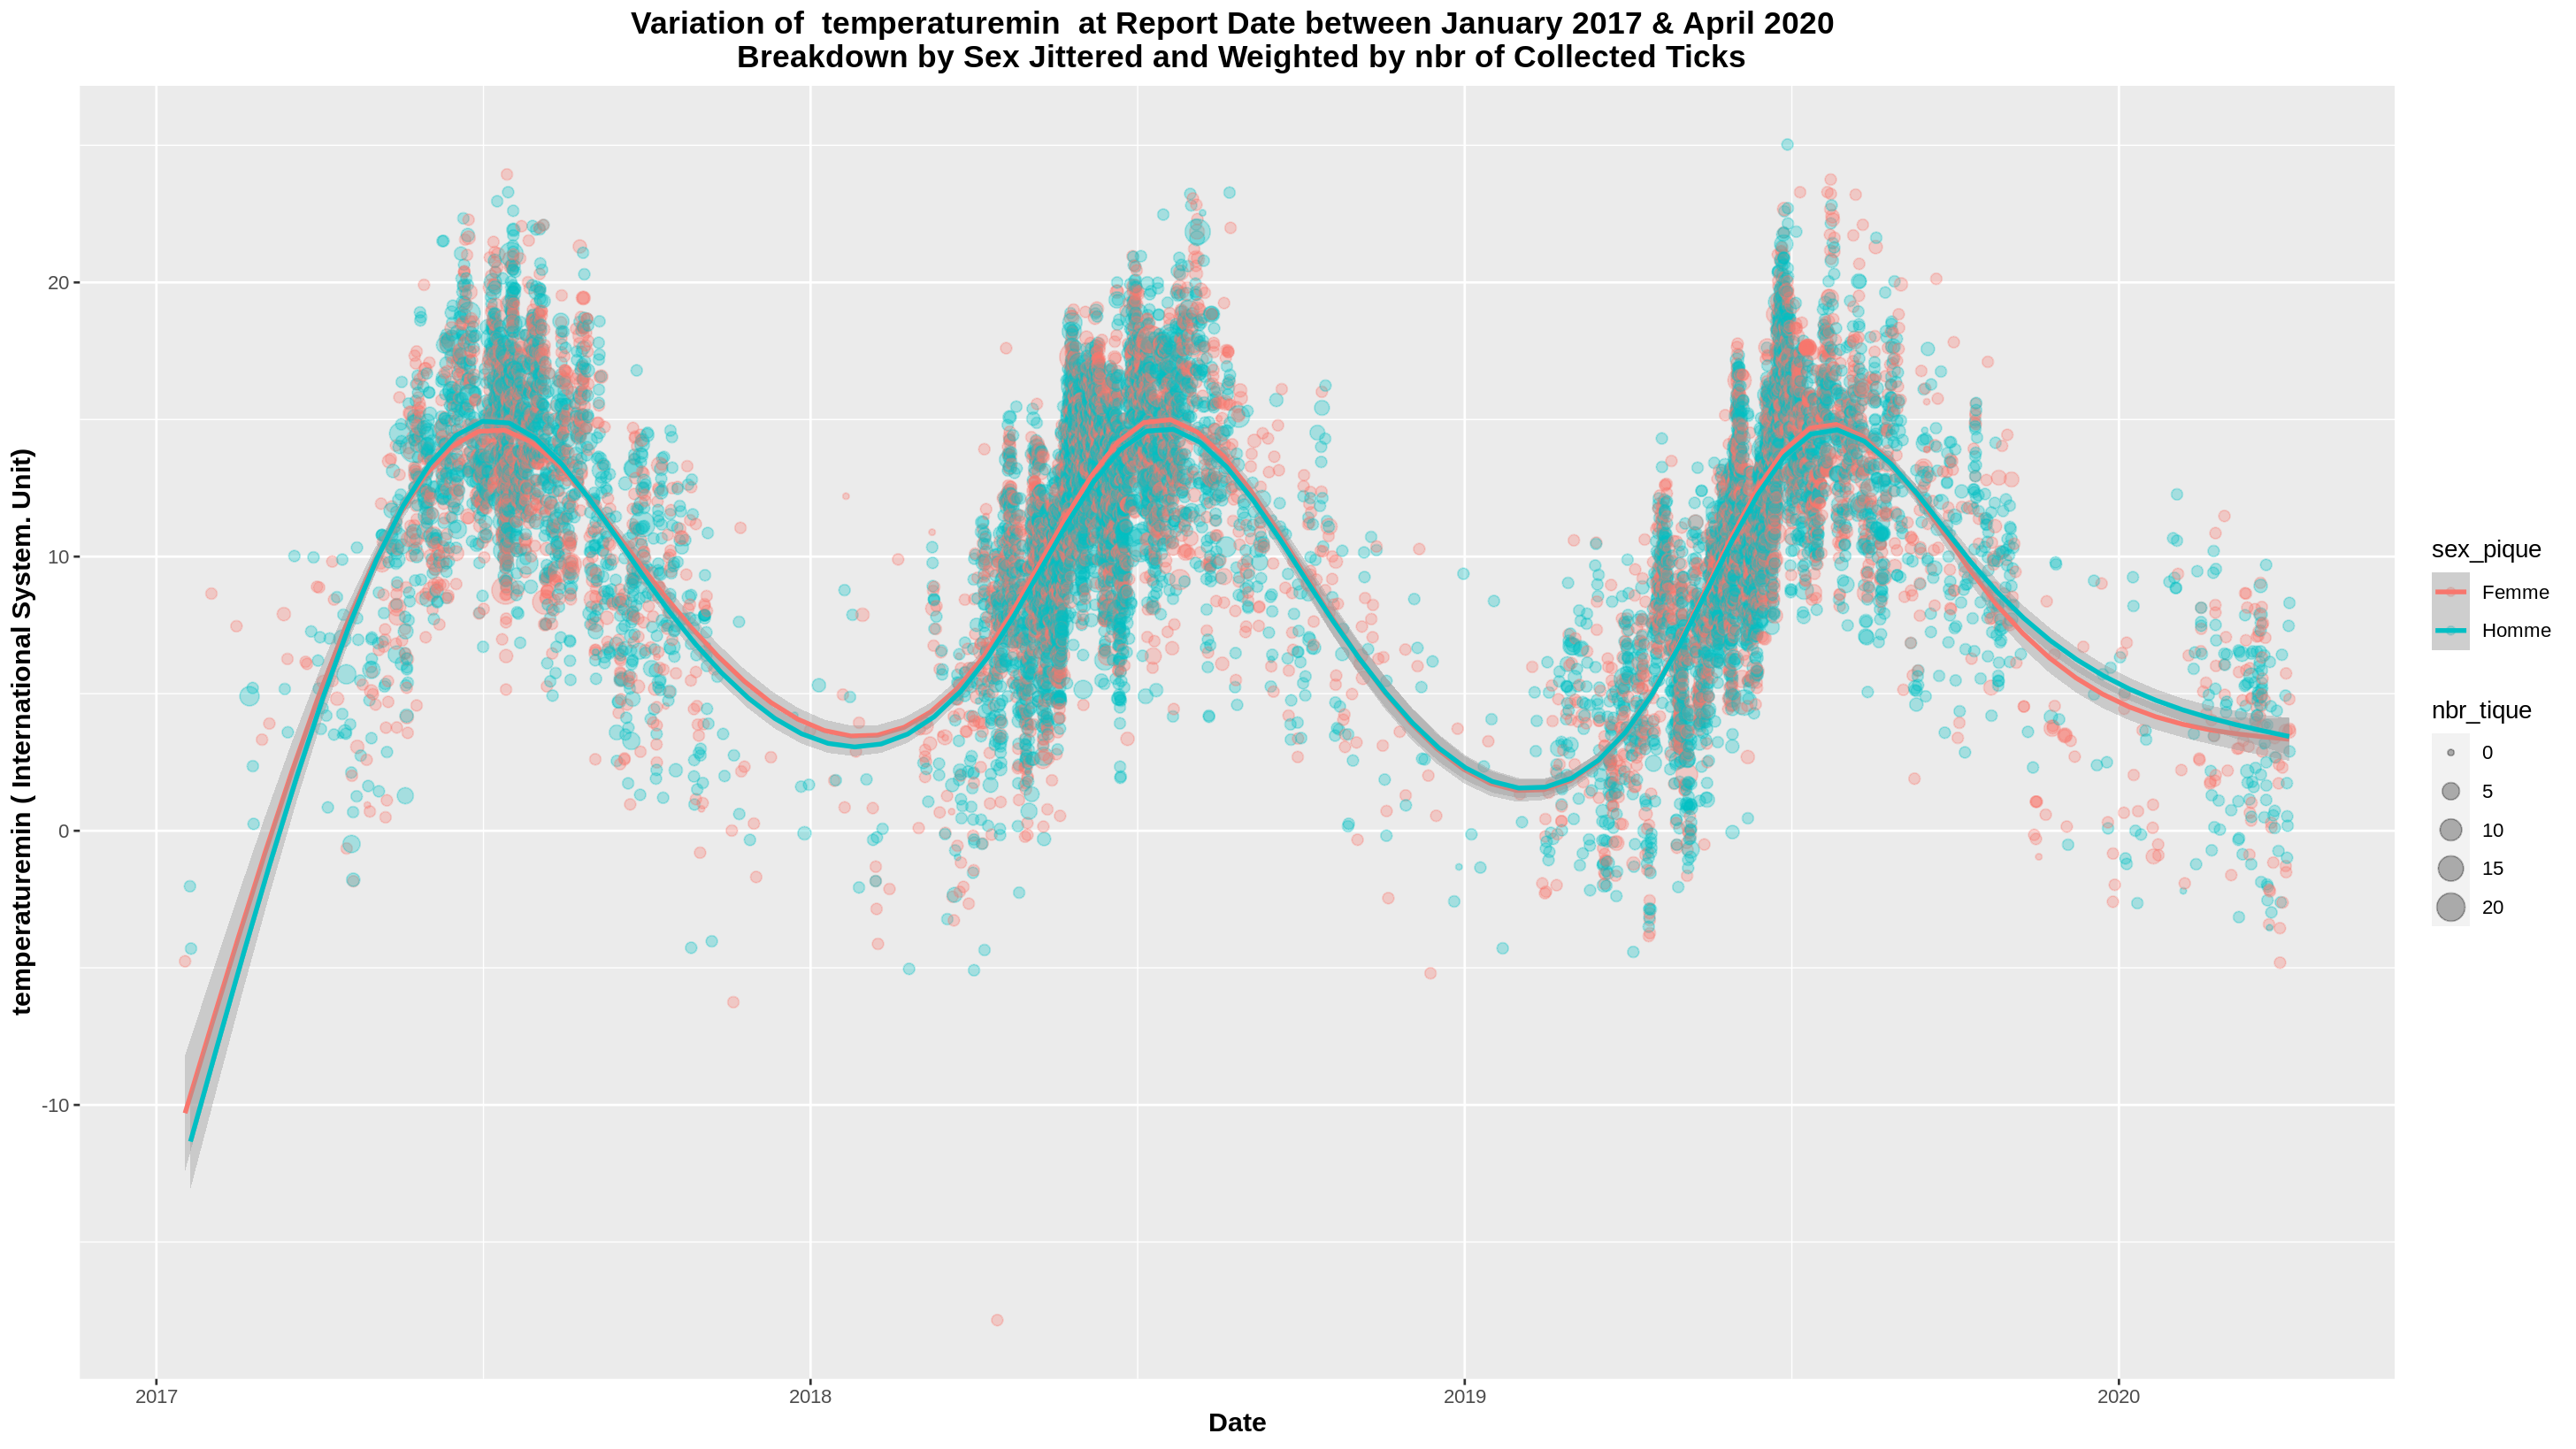 Variation of  temperaturemin  at Report Date between January 2017 & April 2020
Breakdown by Sex Jittered and Weighted by nbr of Collected Ticks
temperaturemin ( International System. Unit)
20
10
0
-10
2017
2018
2019
2020
Date
sex_pique
Femme
Homme
nbr_tique
0
5
10
15
20